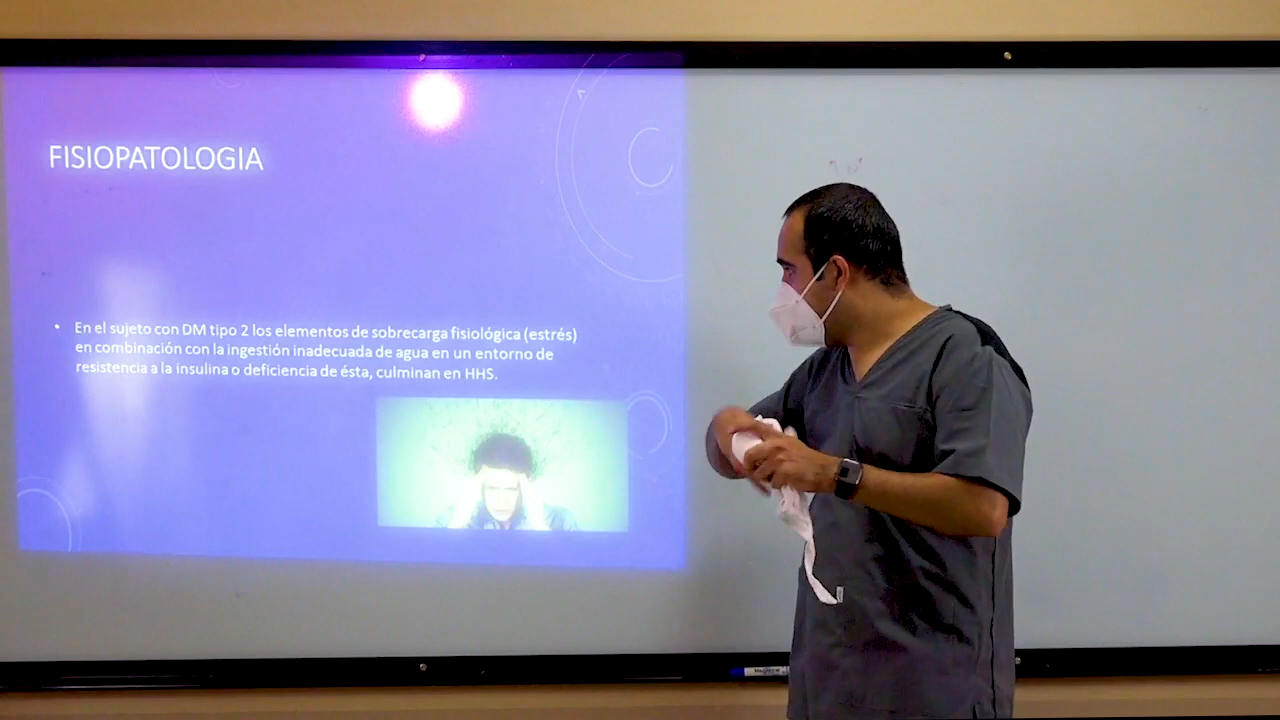 FISIOPATOLOGIA
• En el sujeto con DM tipo 2 los elementos de sobrecarga fisiológica (estrés)
en combinación con la ingestión inadecuada de agua en un entorno de
resistencia a la insulina o deficiencia de ésta, culminan en HHS.